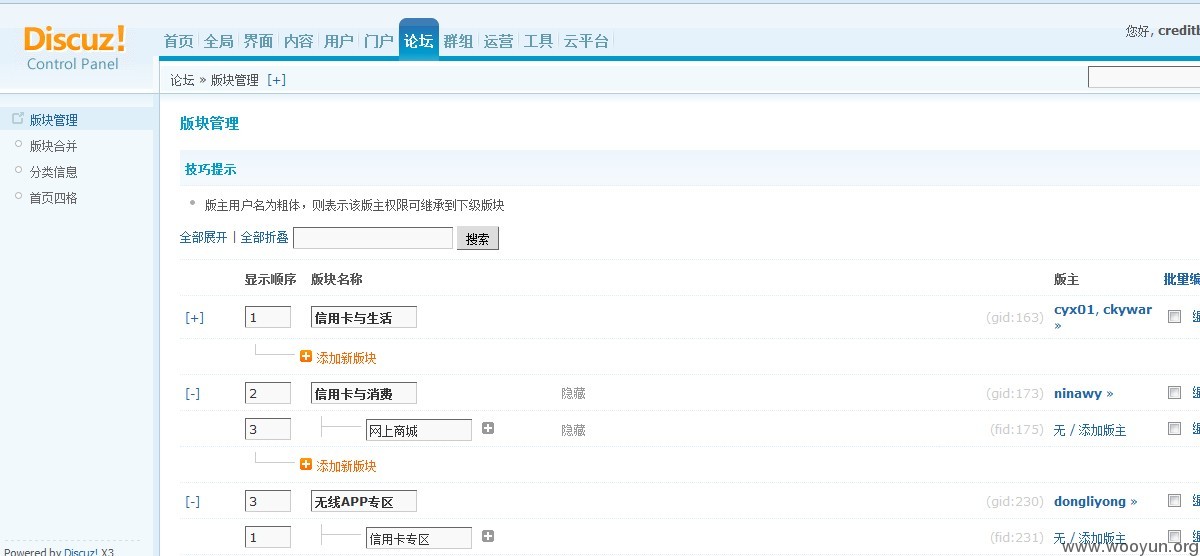 Discuz!
Control Panel
首页 全局 界面 内容 用户 门户 论坛 群组 运营 工具 云平台
您好, creditb
论坛 » 版块管理 [+]
版块管理
版块合并
分类信息
首页四格
版块管理
技巧提示
版主用户名为粗体，则表示该版主权限可继承到下级版块
全部展开 | 全部折叠 搜索
显示顺序 版块名称 版主 批量编
[+] 1 信用卡与生活 (gid:163) cyx01, ckywar » 编
添加新版块
[-] 2 信用卡与消费 隐藏 (gid:173) ninawy » 编
3 网上商城 隐藏 (fid:175) 无 / 添加版主 编
添加新版块
[-] 3 无线APP专区 (gid:230) dongliyong » 编
1 信用卡专区 (fid:231) 无 / 添加版主 编
Powered by Discuz! X3
www.wooyun.org